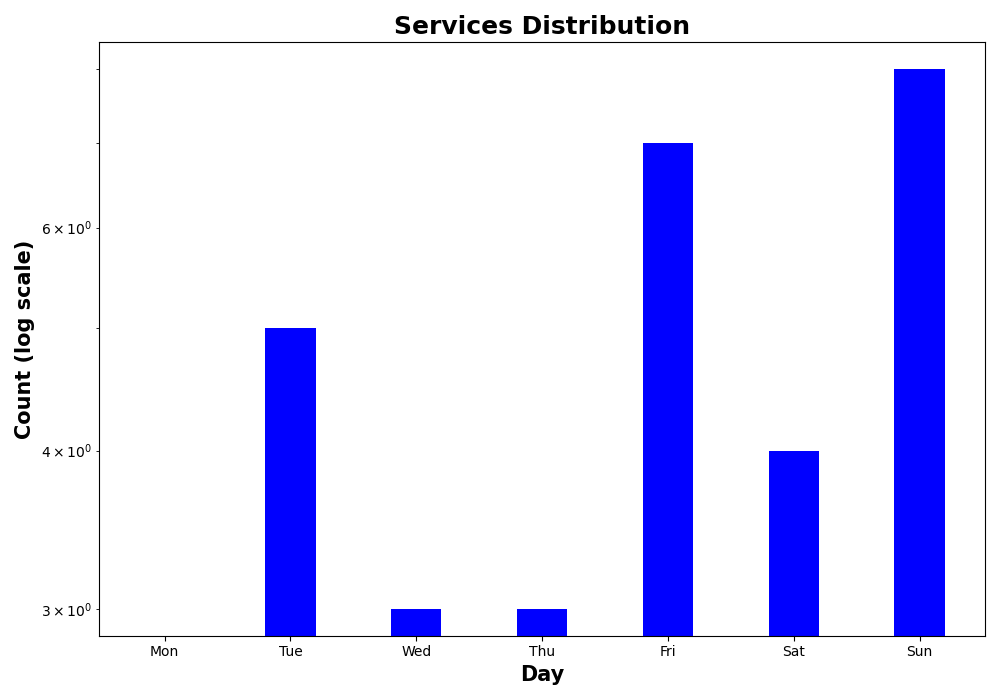 Services Distribution
Count (log scale)
6 × 10⁰
4 × 10⁰
3 × 10⁰
Mon Tue Wed Thu Fri Sat Sun
Day